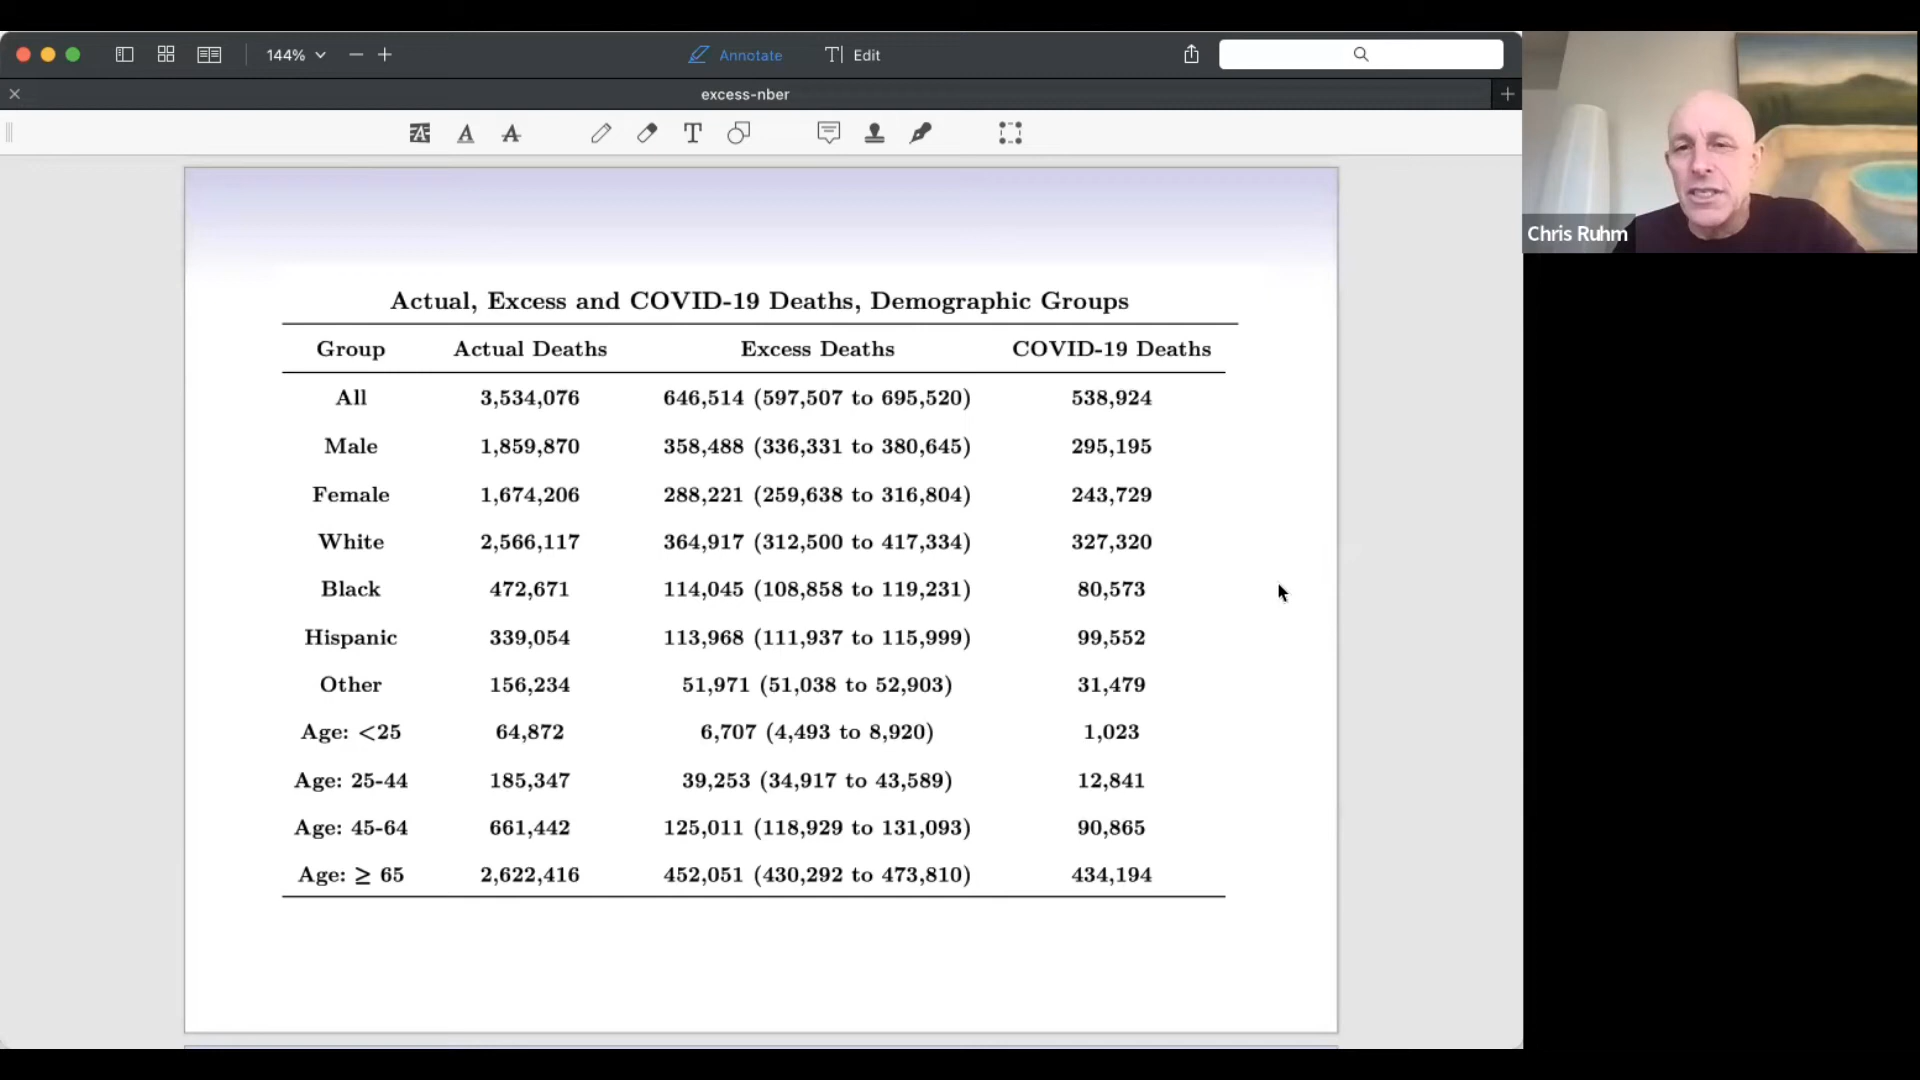 144%
Annotate
T| Edit
excess-nber
Chris Ruhm
Actual, Excess and COVID-19 Deaths, Demographic Groups
Group Actual Deaths Excess Deaths COVID-19 Deaths
All 3,534,076 646,514 (597,507 to 695,520) 538,924
Male 1,859,870 358,488 (336,331 to 380,645) 295,195
Female 1,674,206 288,221 (259,638 to 316,804) 243,729
White 2,566,117 364,917 (312,500 to 417,334) 327,320
Black 472,671 114,045 (108,858 to 119,231) 80,573
Hispanic 339,054 113,968 (111,937 to 115,999) 99,552
Other 156,234 51,971 (51,038 to 52,903) 31,479
Age: <25 64,872 6,707 (4,493 to 8,920) 1,023
Age: 25-44 185,347 39,253 (34,917 to 43,589) 12,841
Age: 45-64 661,442 125,011 (118,929 to 131,093) 90,865
Age: ≥ 65 2,622,416 452,051 (430,292 to 473,810) 434,194